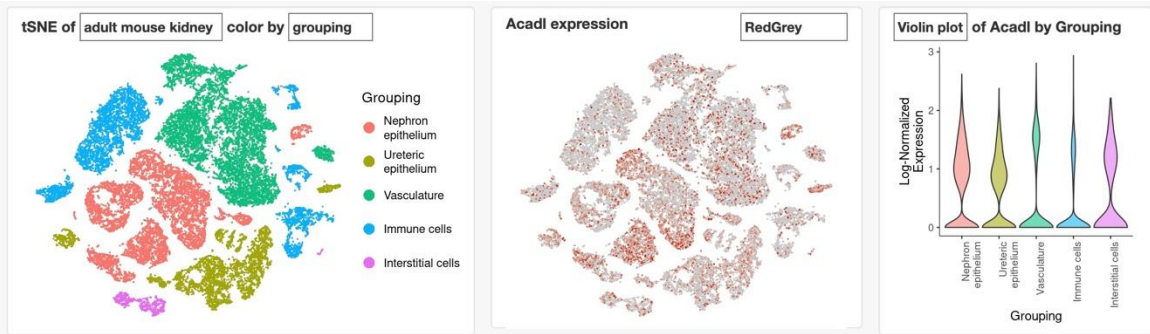 tSNE of adult mouse kidney color by grouping
Grouping
Nephron
epithelium
Ureteric
epithelium
Vasculature
Immune cells
Interstitial cells
Acadl expression
RedGrey
Violin plot of Acadl by Grouping
Log-Normalized
Expression
3
2
1
0
Nephron
epithelium
Ureteric
epithelium
Vasculature
Immune cells
Interstitial cells
Grouping